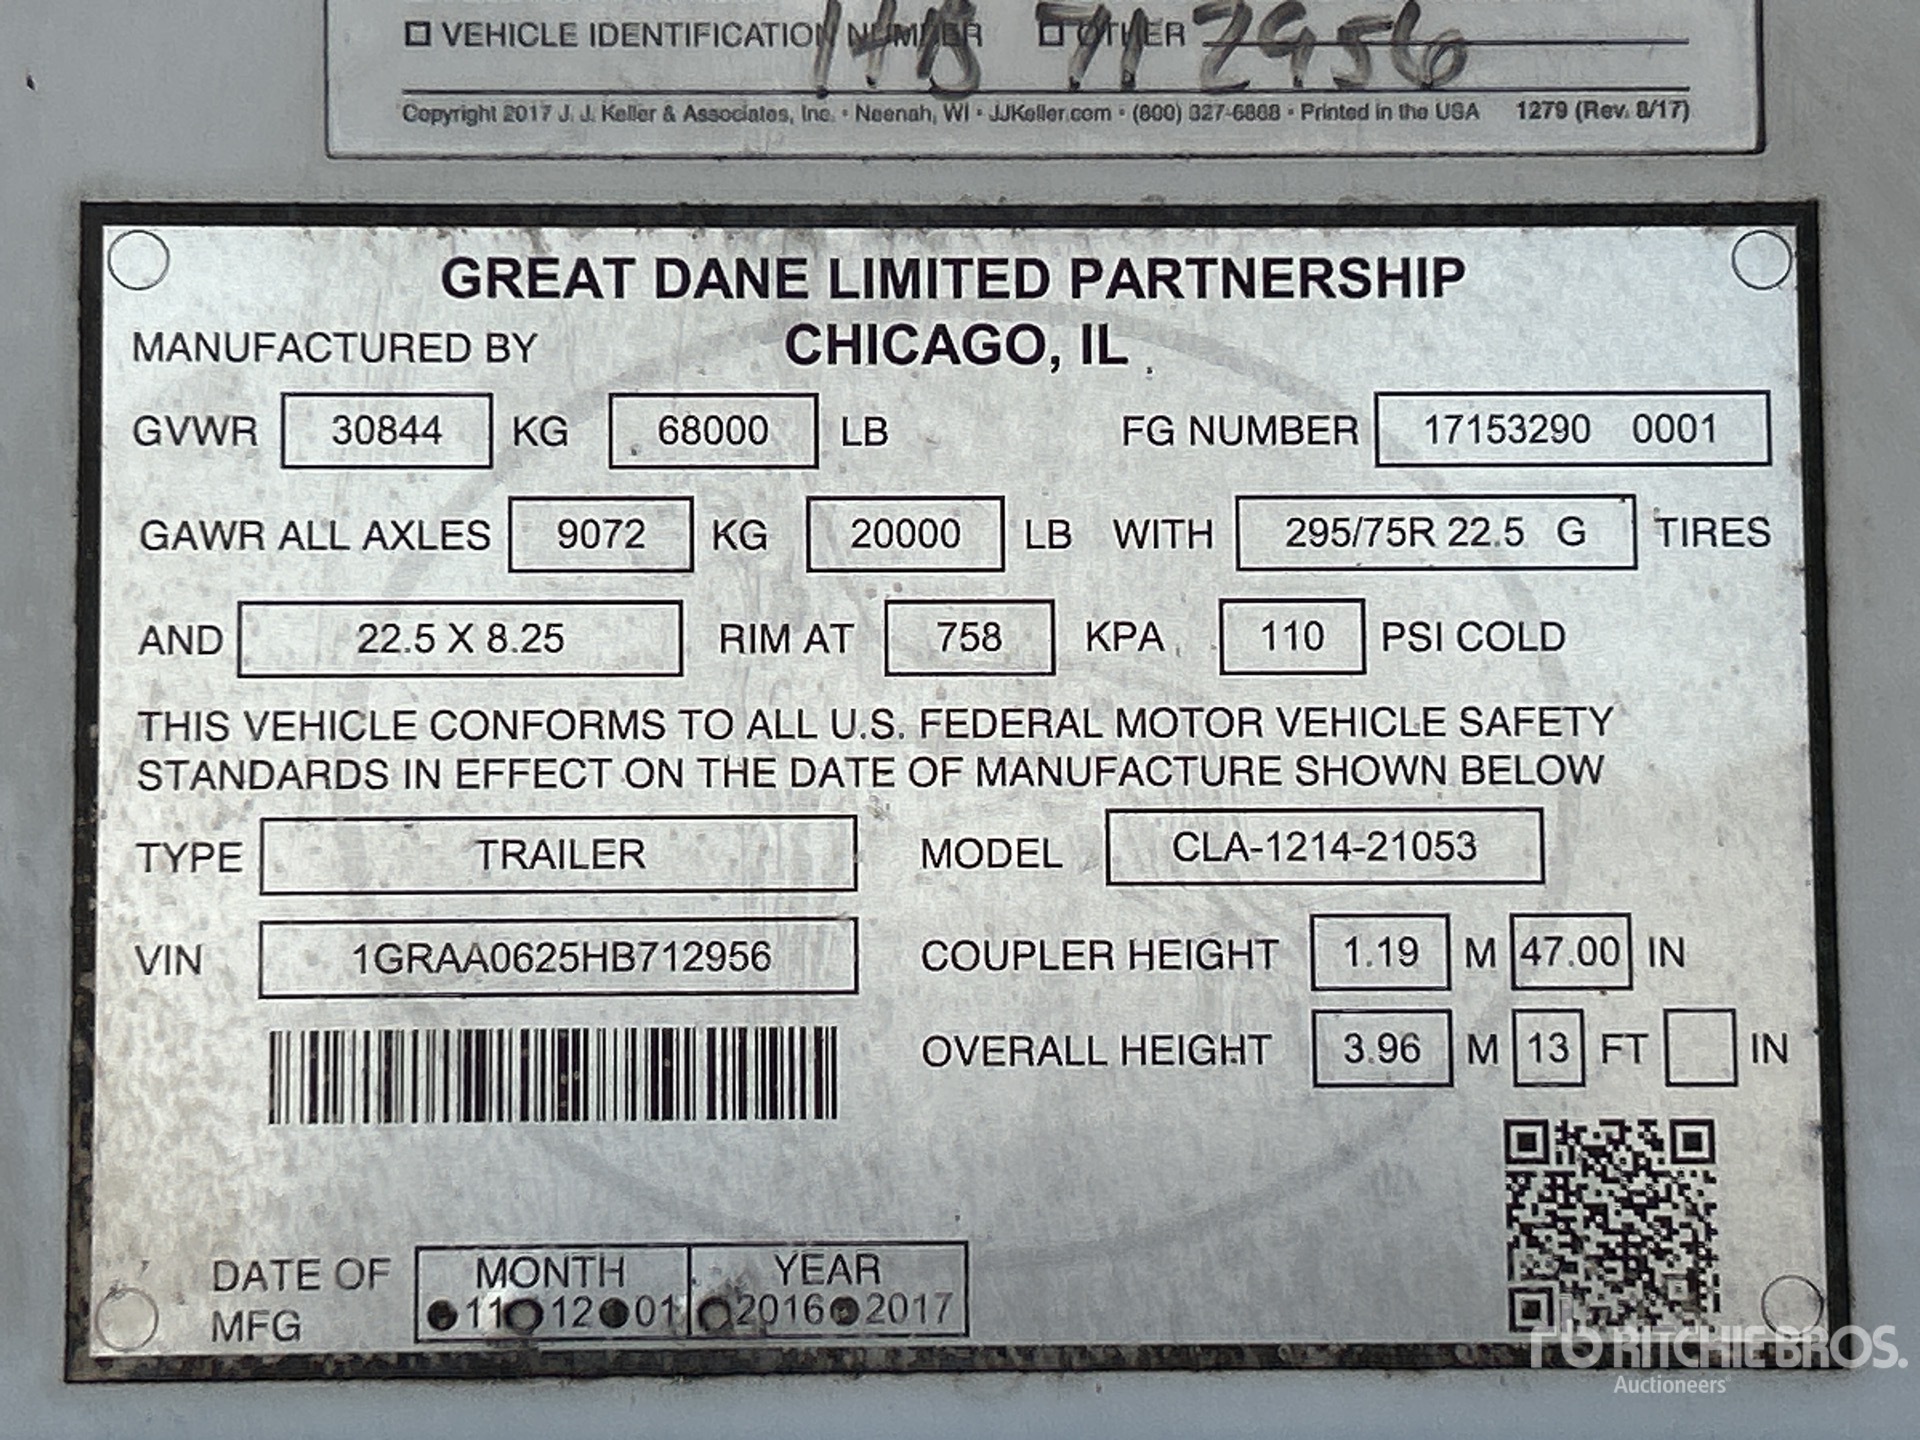 ☐ VEHICLE IDENTIFICATION NUMBER ☐ OTHER
HB 712956
Copyright 2017 J. J. Keller & Associates, Inc. • Neenah, WI • JJKeller.com • (800) 327-6868 • Printed in the USA 1279 (Rev. 8/17)
GREAT DANE LIMITED PARTNERSHIP
MANUFACTURED BY CHICAGO, IL
GVWR 30844 KG 68000 LB FG NUMBER 17153290 0001
GAWR ALL AXLES 9072 KG 20000 LB WITH 295/75R 22.5 G TIRES
AND 22.5 X 8.25 RIM AT 758 KPA 110 PSI COLD
THIS VEHICLE CONFORMS TO ALL U.S. FEDERAL MOTOR VEHICLE SAFETY
STANDARDS IN EFFECT ON THE DATE OF MANUFACTURE SHOWN BELOW
TYPE TRAILER MODEL CLA-1214-21053
VIN 1GRAA0625HB712956 COUPLER HEIGHT 1.19 M 47.00 IN
OVERALL HEIGHT 3.96 M 13 FT IN
DATE OF MFG
MONTH YEAR
11 12 01 2016 2017
RITCHIE BROS.
Auctioneers